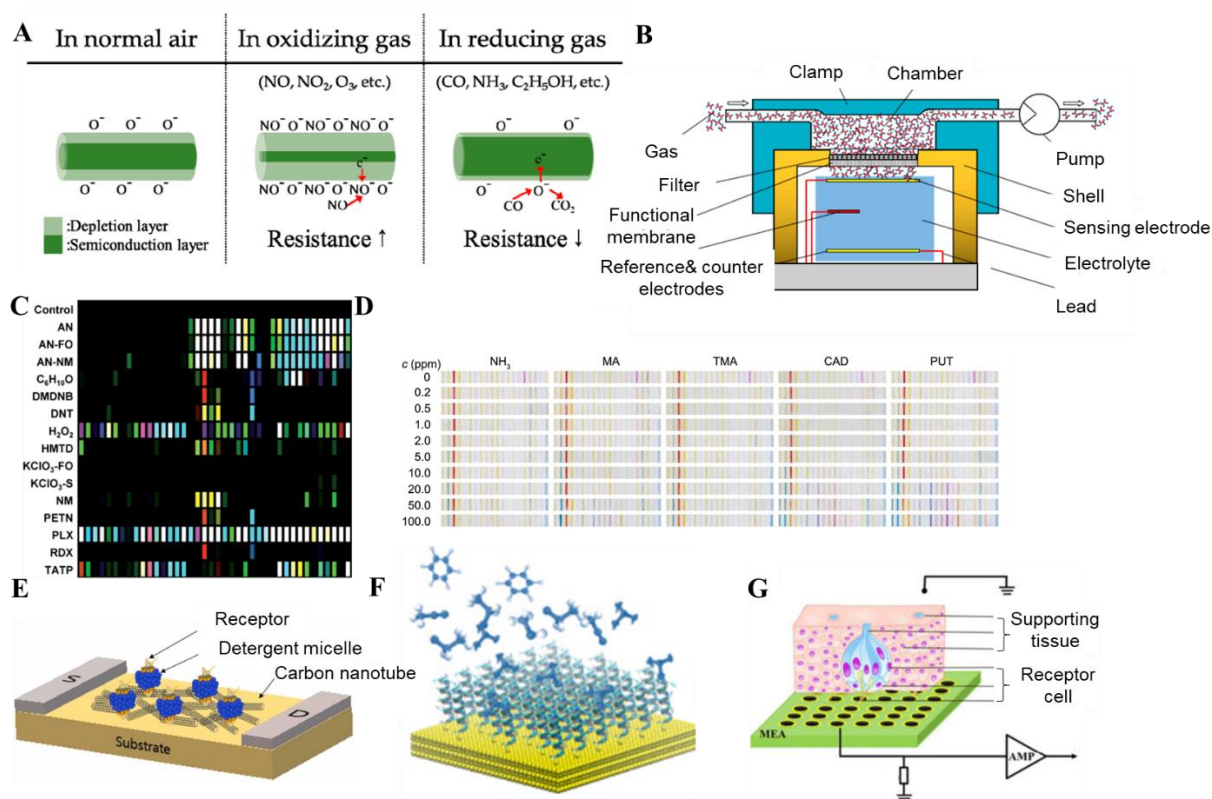 A
In normal air
In oxidizing gas
In reducing gas
(NO, NO₂, O₃, etc.)
(CO, NH₃, C₂H₅OH, etc.)
O⁻ O⁻ O⁻
NO⁻O⁻NO⁻O⁻NO⁻O⁻
O⁻ O⁻
e⁻
e⁻
O⁻ O⁻ O⁻
NO⁻O⁻NO⁻O⁻NO⁻O⁻
O⁻ O⁻
NO
CO
CO₂
:Depletion layer
:Semiconduction layer
Resistance ↑
Resistance ↓
B
Clamp
Chamber
Gas
Pump
Filter
Shell
Functional
membrane
Sensing electrode
Reference& counter
electrodes
Electrolyte
Lead
C
Control
AN
AN-FO
AN-NM
C₆H₁₀O
DMDNB
DNT
H₂O₂
HMTD
KClO₃-FO
KClO₃-S
NM
PETN
PLX
RDX
TATP
D
c (ppm)
NH₃
MA
TMA
CAD
PUT
0
0.2
0.5
1.0
2.0
5.0
10.0
20.0
50.0
100.0
E
Receptor
Detergent micelle
Carbon nanotube
S
D
Substrate
F
G
Supporting
tissue
Receptor
cell
MEA
AMP